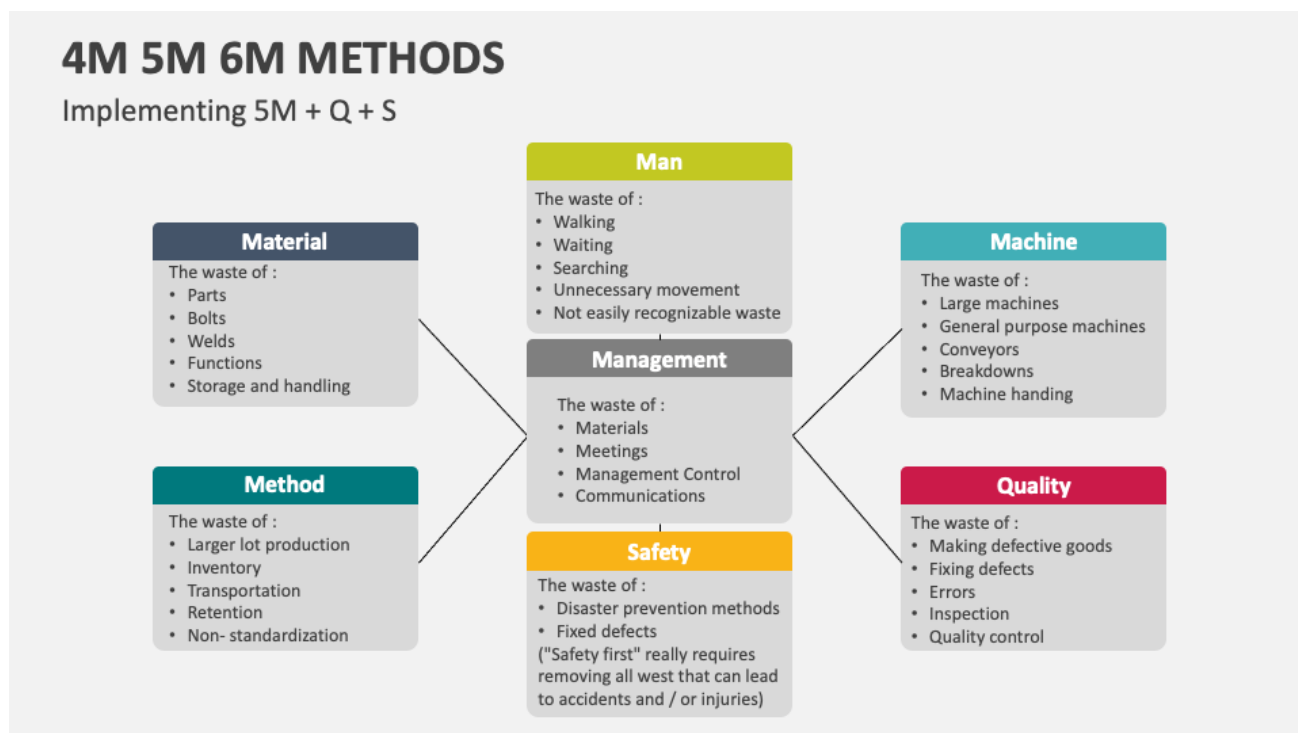 4M 5M 6M METHODS
Implementing 5M + Q + S
Man
The waste of :
• Walking
• Waiting
• Searching
• Unnecessary movement
• Not easily recognizable waste
Material
The waste of :
• Parts
• Bolts
• Welds
• Functions
• Storage and handling
Machine
The waste of :
• Large machines
• General purpose machines
• Conveyors
• Breakdowns
• Machine handing
Management
The waste of :
• Materials
• Meetings
• Management Control
• Communications
Method
The waste of :
• Larger lot production
• Inventory
• Transportation
• Retention
• Non- standardization
Quality
The waste of :
• Making defective goods
• Fixing defects
• Errors
• Inspection
• Quality control
Safety
The waste of :
• Disaster prevention methods
• Fixed defects
("Safety first" really requires
removing all west that can lead
to accidents and / or injuries)